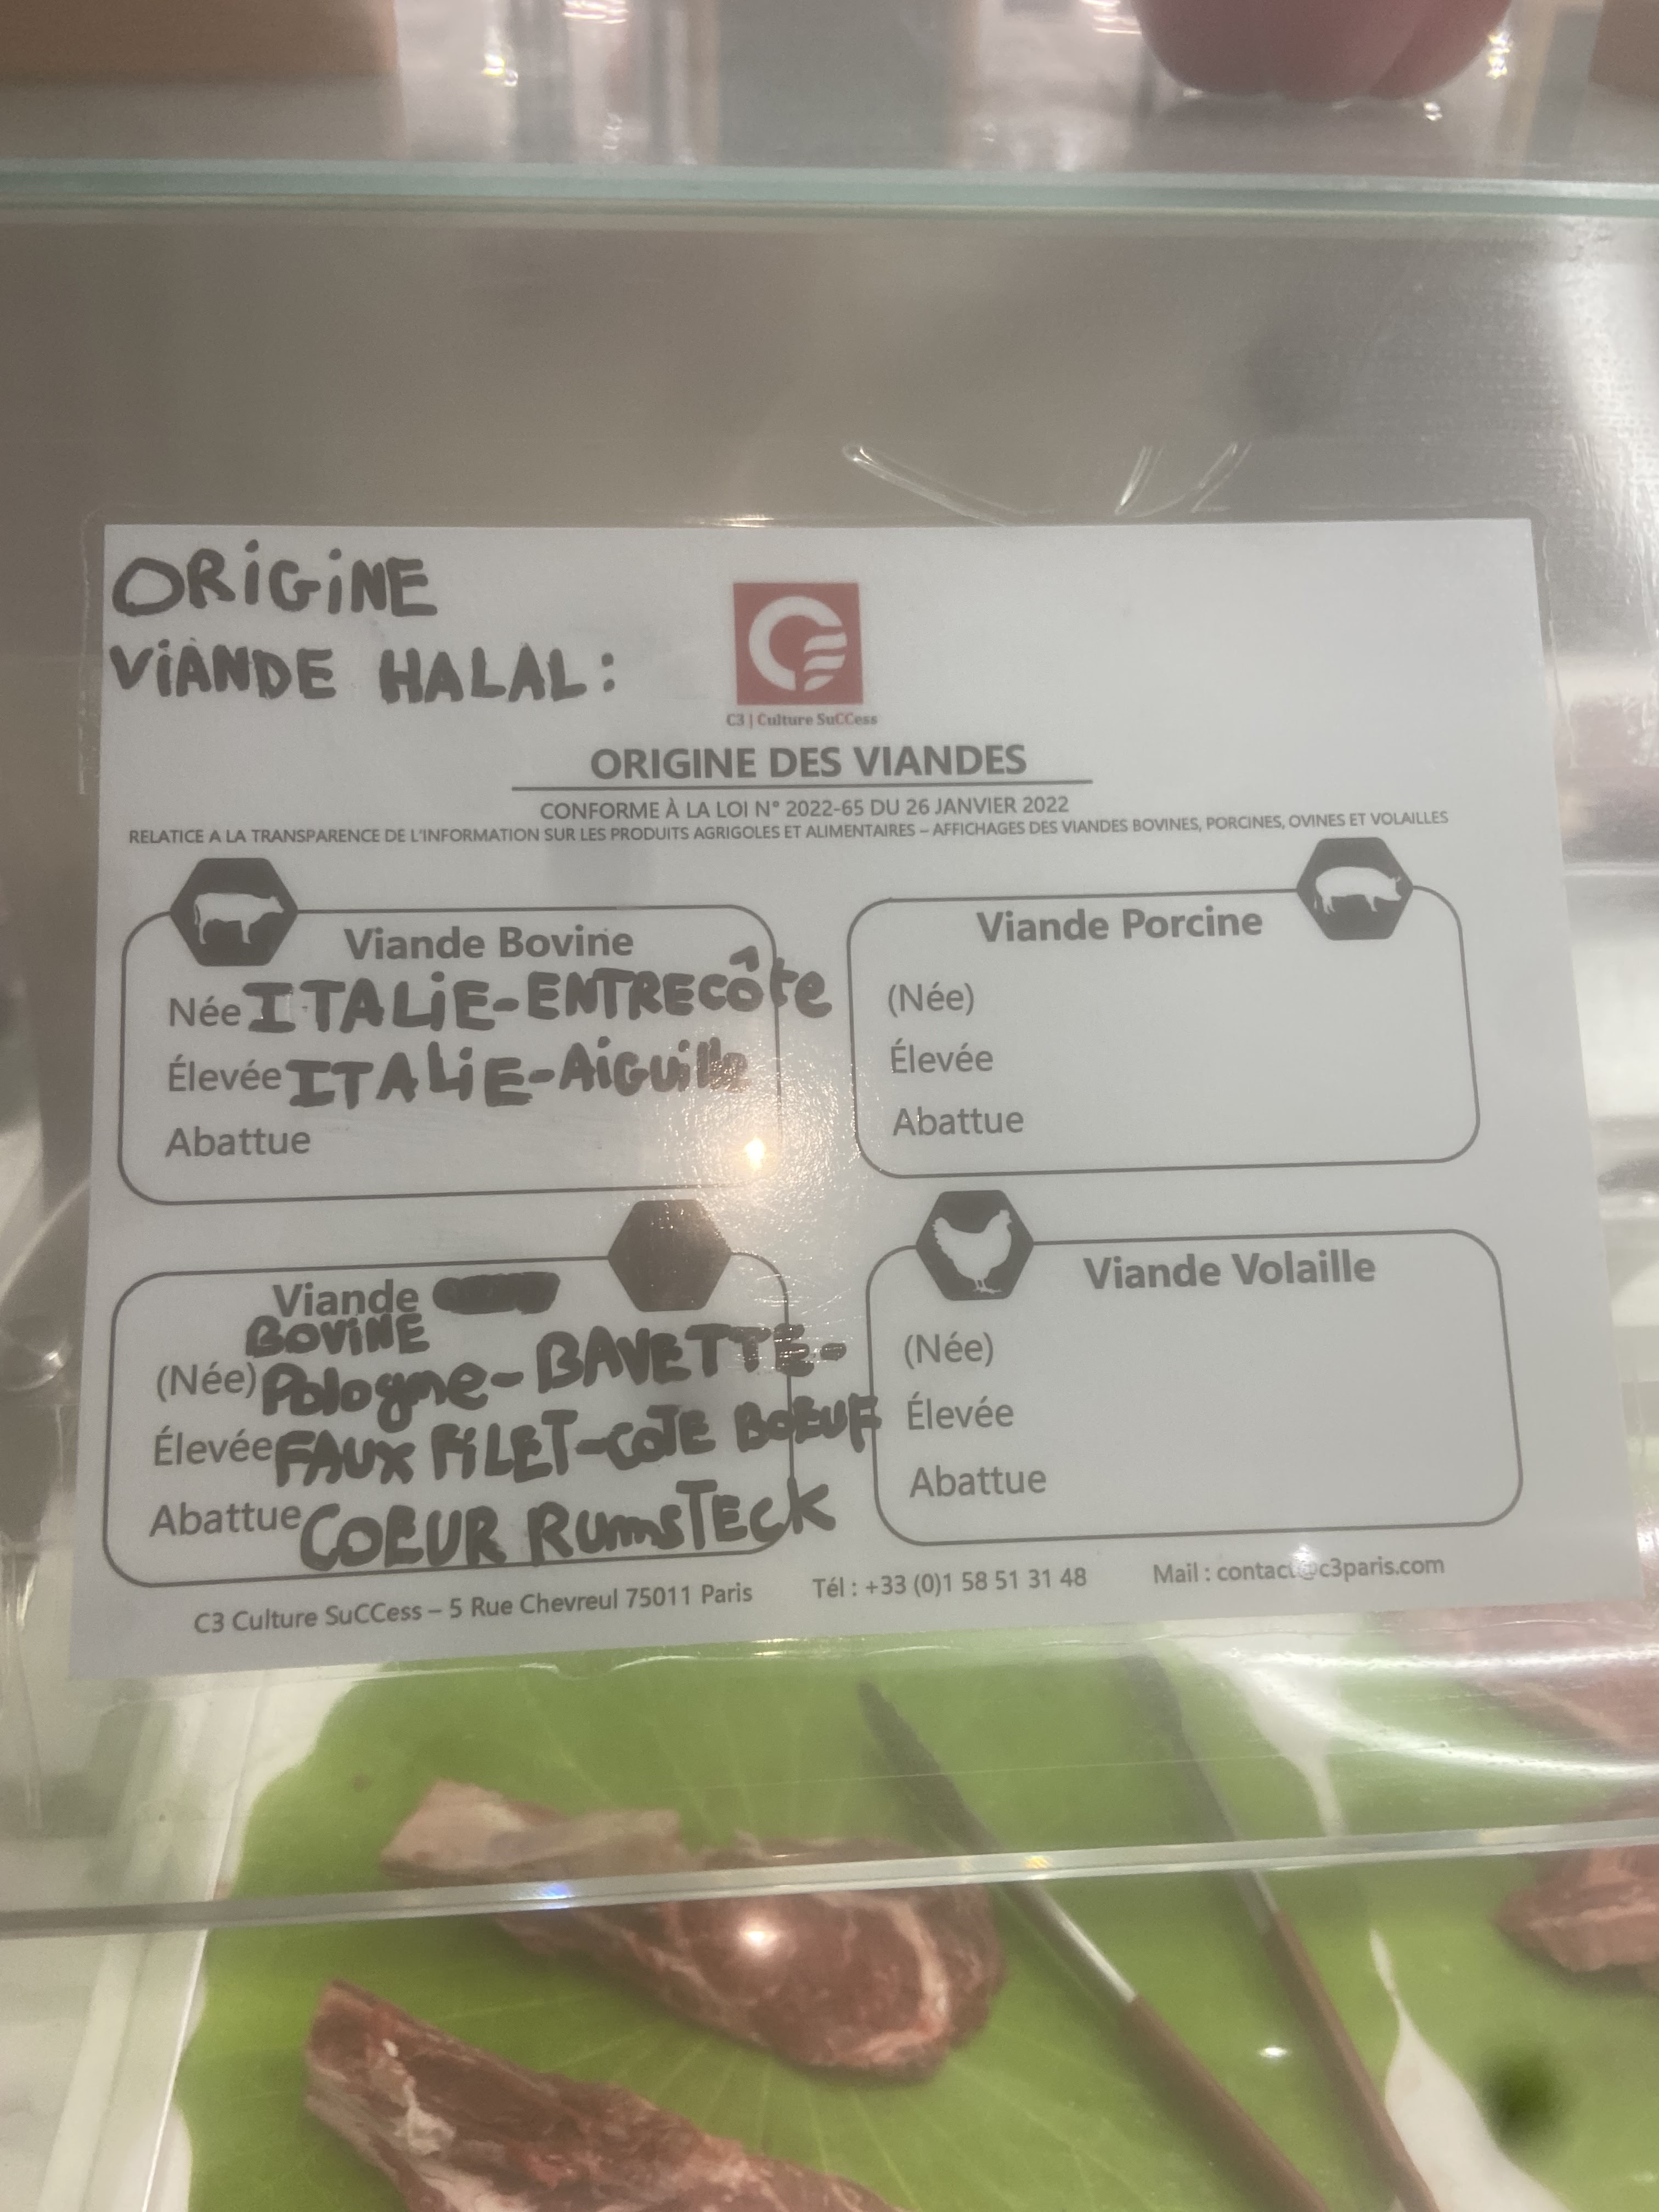 ORiGiNE
ViANDE HALAL:
C3 | Culture SuCCess
ORIGINE DES VIANDES
CONFORME À LA LOI N° 2022-65 DU 26 JANVIER 2022
RELATICE A LA TRANSPARENCE DE L'INFORMATION SUR LES PRODUITS AGRIGOLES ET ALIMENTAIRES – AFFICHAGES DES VIANDES BOVINES, PORCINES, OVINES ET VOLAILLES
Viande Bovine
Née ITALiE-ENTRECôte
Élevée ITALiE-AiGuille
Abattue
Viande Porcine
(Née)
Élevée
Abattue
Viande
BOViNE
(Née) Pologne-BAVETTE-
Élevée FAUX FiLET-COTE BOEUF
Abattue COEUR RumsTECk
Viande Volaille
(Née)
Élevée
Abattue
C3 Culture SuCCess – 5 Rue Chevreul 75011 Paris Tél : +33 (0)1 58 51 31 48 Mail : contact@c3paris.com